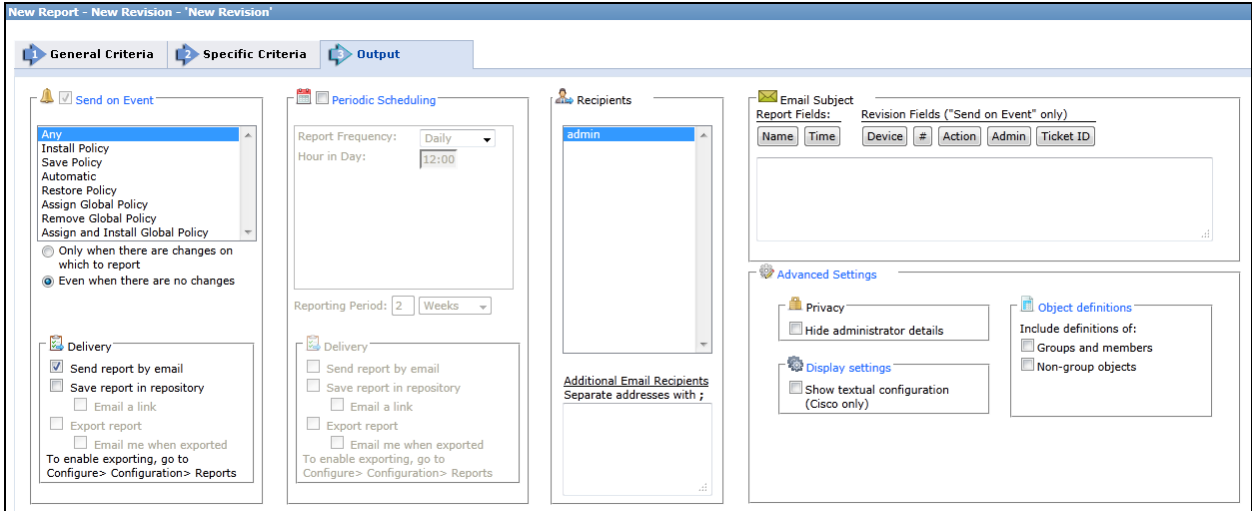 New Report - New Revision - 'New Revision'
1 General Criteria
2 Specific Criteria
3 Output
Send on Event
Any
Install Policy
Save Policy
Automatic
Restore Policy
Assign Global Policy
Remove Global Policy
Assign and Install Global Policy
Only when there are changes on
which to report
Even when there are no changes
Delivery
Send report by email
Save report in repository
Email a link
Export report
Email me when exported
To enable exporting, go to
Configure> Configuration> Reports
Periodic Scheduling
Report Frequency: Daily
Hour in Day: 12:00
Reporting Period: 2 Weeks
Delivery
Send report by email
Save report in repository
Email a link
Export report
Email me when exported
To enable exporting, go to
Configure> Configuration> Reports
Recipients
admin
Additional Email Recipients
Separate addresses with ;
Email Subject
Report Fields: Revision Fields ("Send on Event" only)
Name Time Device # Action Admin Ticket ID
Advanced Settings
Privacy
Hide administrator details
Display settings
Show textual configuration
(Cisco only)
Object definitions
Include definitions of:
Groups and members
Non-group objects